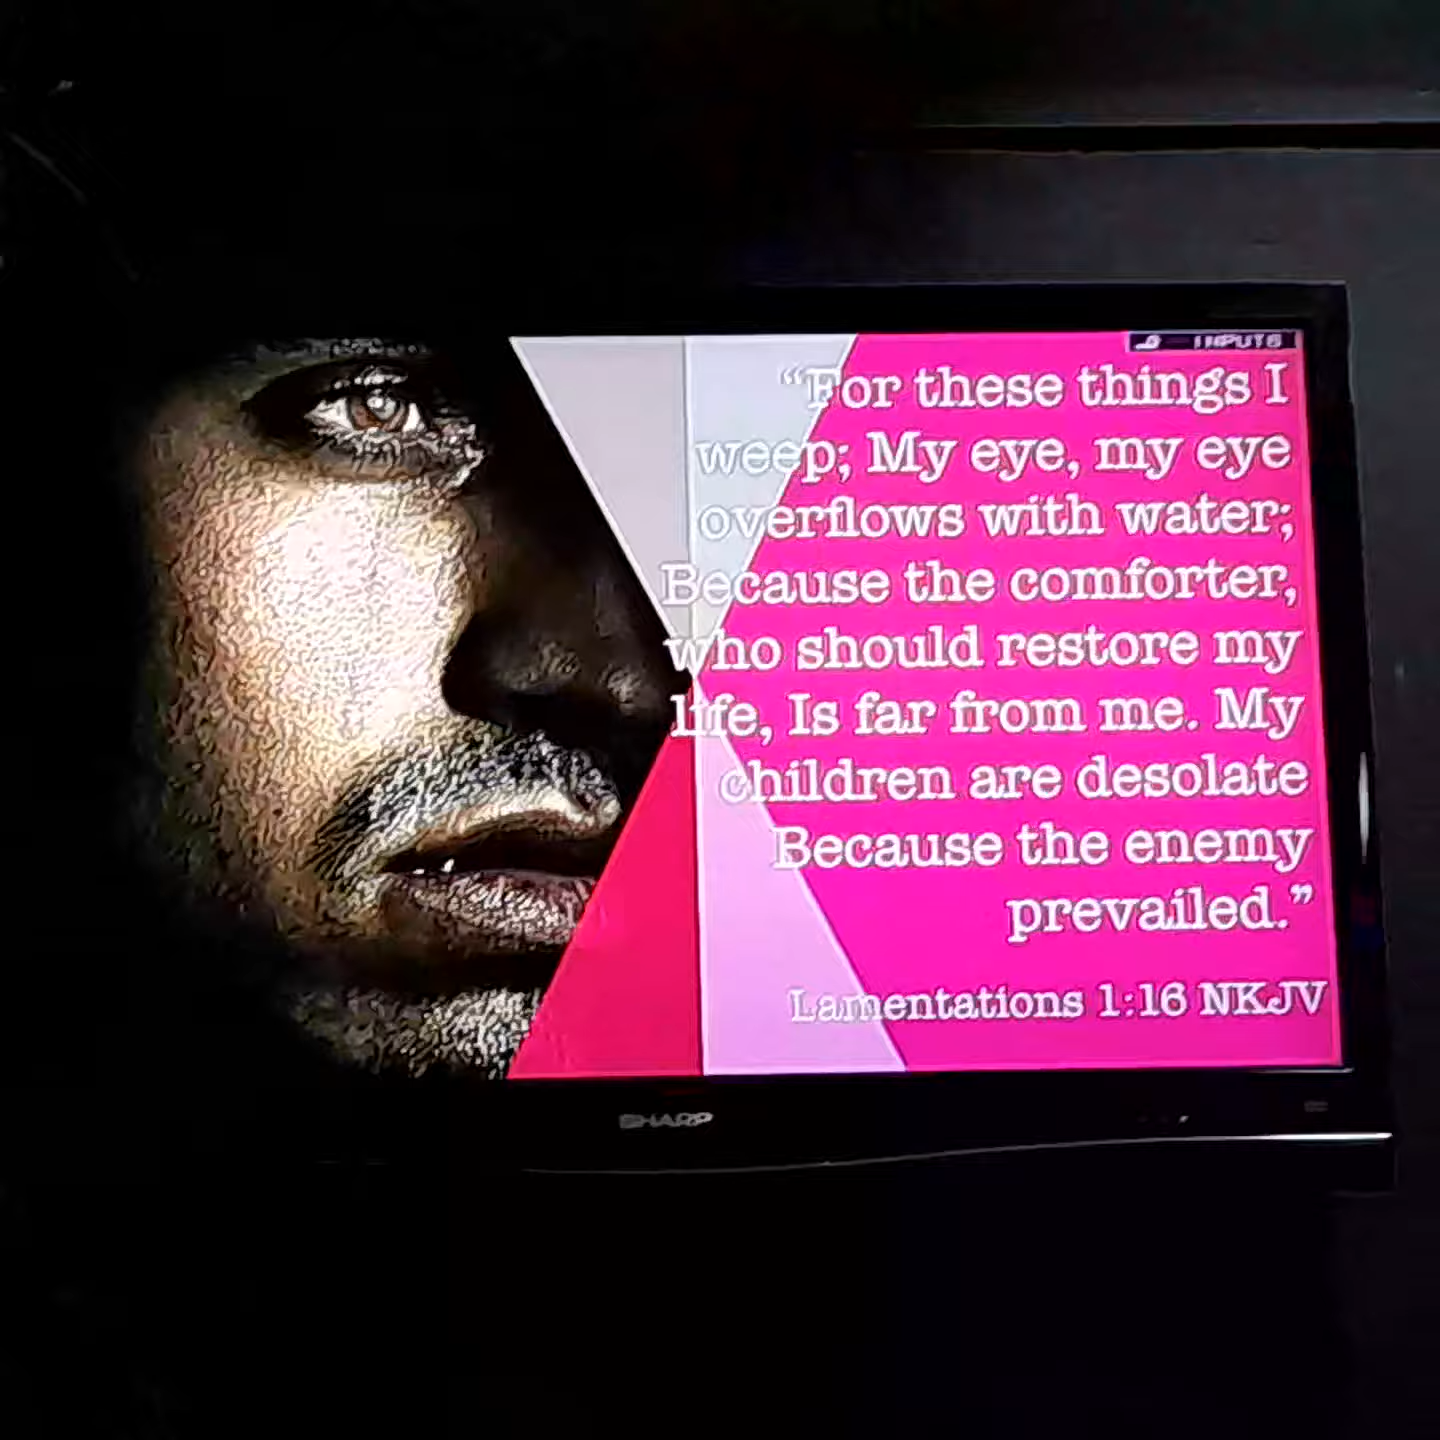 INPUT6
“For these things I
weep; My eye, my eye
overflows with water;
Because the comforter,
who should restore my
life, Is far from me. My
children are desolate
Because the enemy
prevailed.”
Lamentations 1:16 NKJV
SHARP